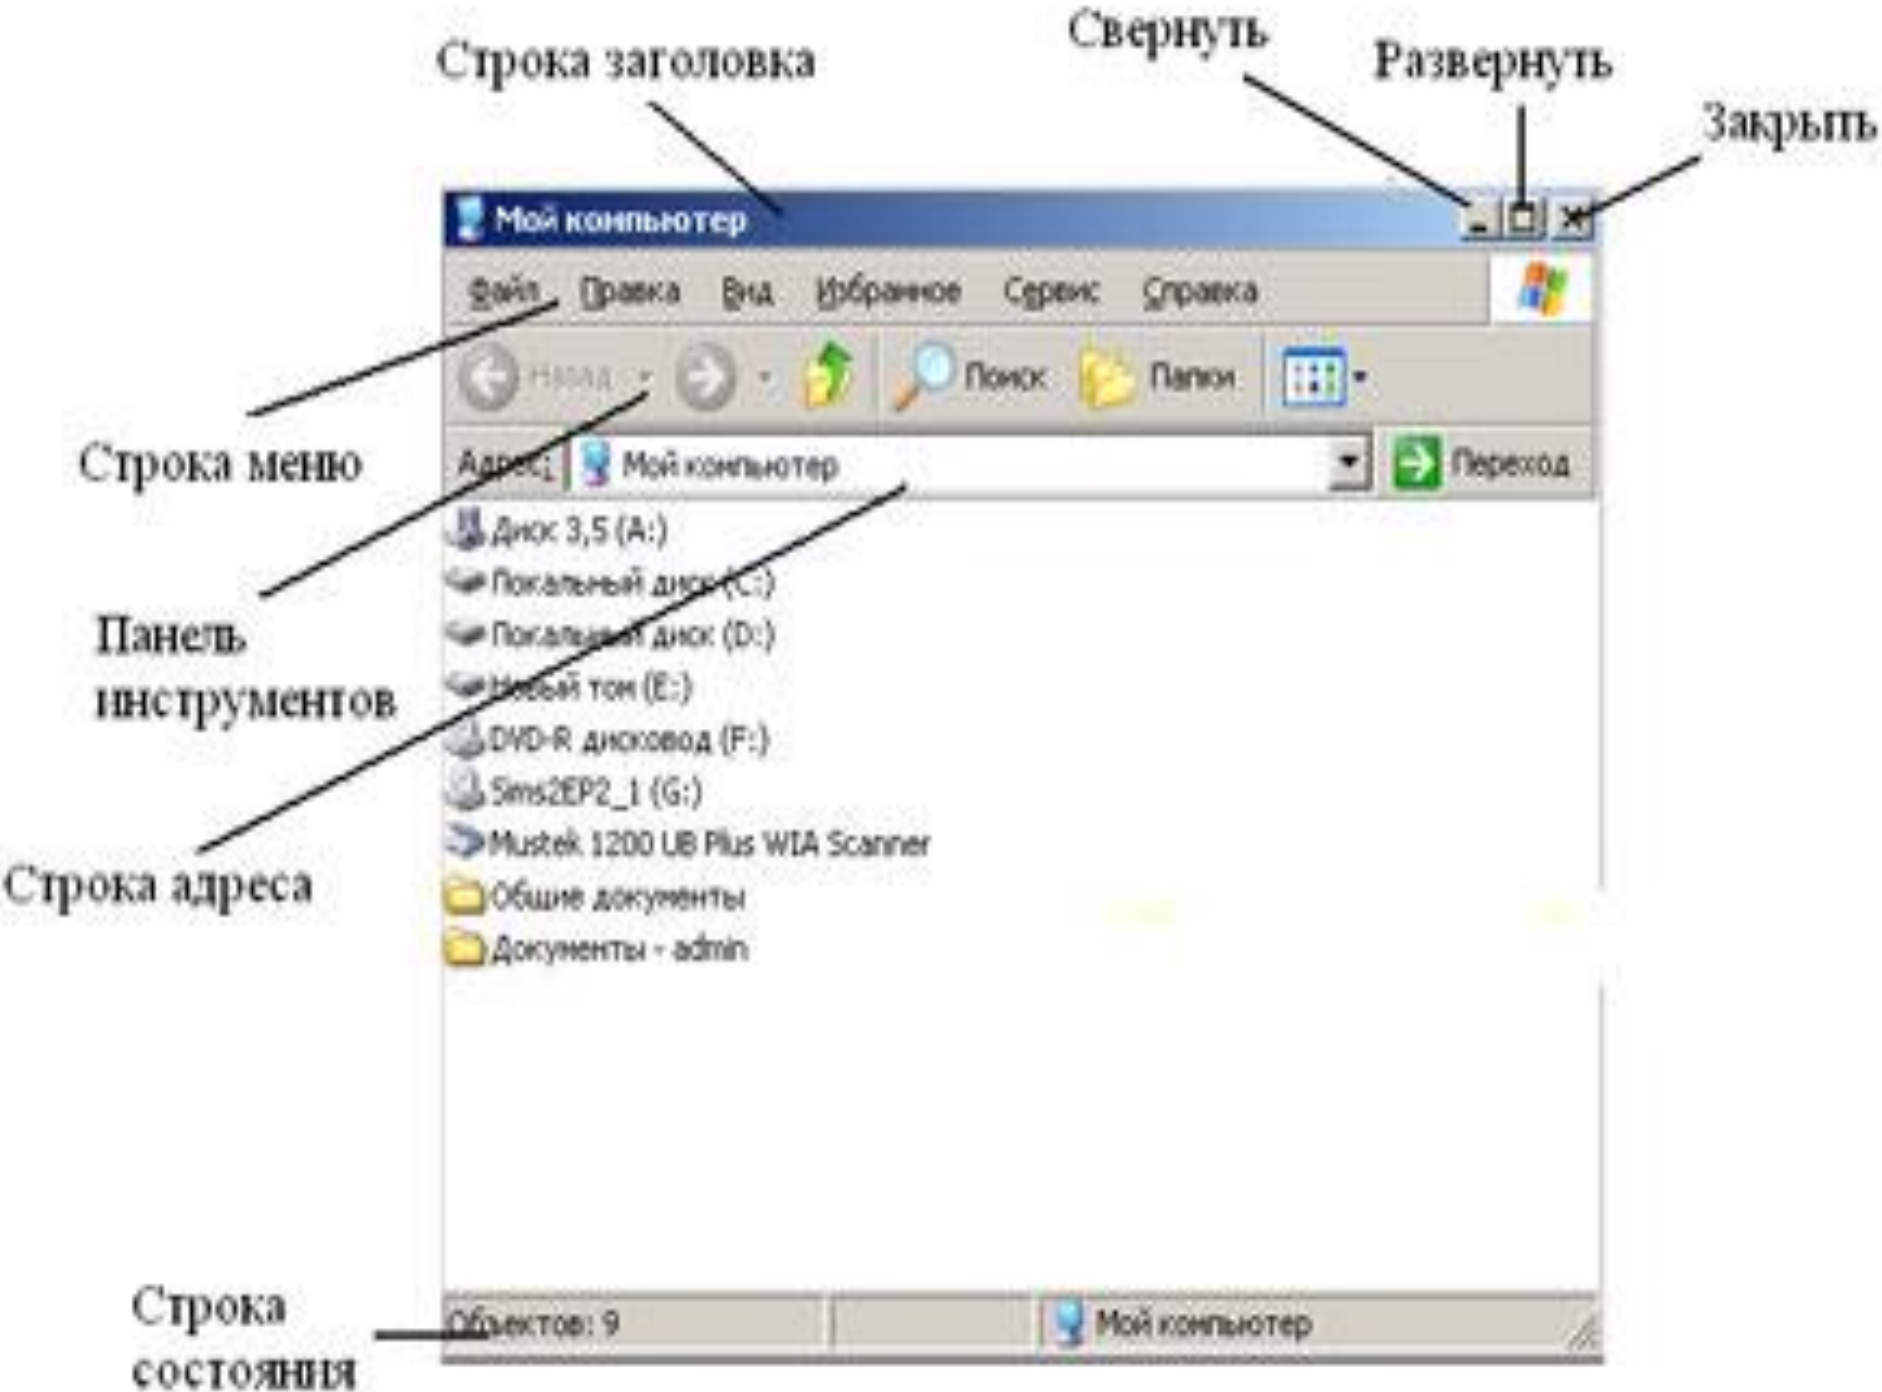 Свернуть
Строка заголовка
Развернуть
Закрыть
Мой компьютер
Файл Правка Вид Избранное Сервис Справка
Назад Поиск Папки
Строка меню
Адрес: Мой компьютер Переход
Диск 3,5 (A:)
Локальный диск (C:)
Панель
Локальный диск (D:)
инструментов
Новый том (E:)
DVD-R дисковод (F:)
Sims2EP2_1 (G:)
Mustek 1200 UB Plus WIA Scanner
Строка адреса
Общие документы
Документы - admin
Строка
Объектов: 9 Мой компьютер
состояния